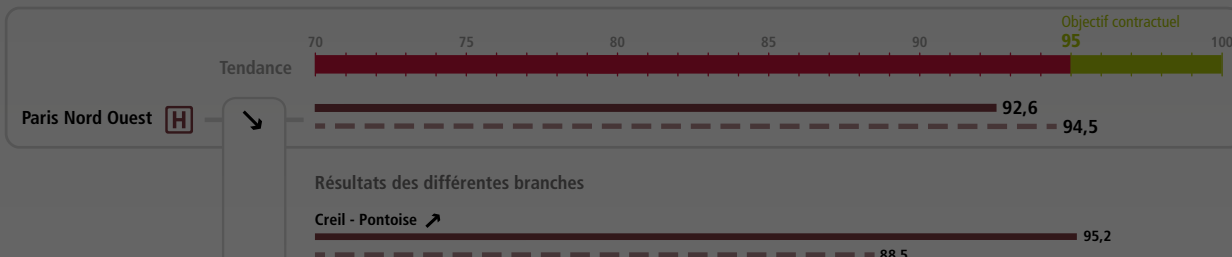 Objectif contractuel
70 75 80 85 90 95 100
Tendance
Paris Nord Ouest H 92,6
94,5
Résultats des différentes branches
Creil - Pontoise
95,2
88,5